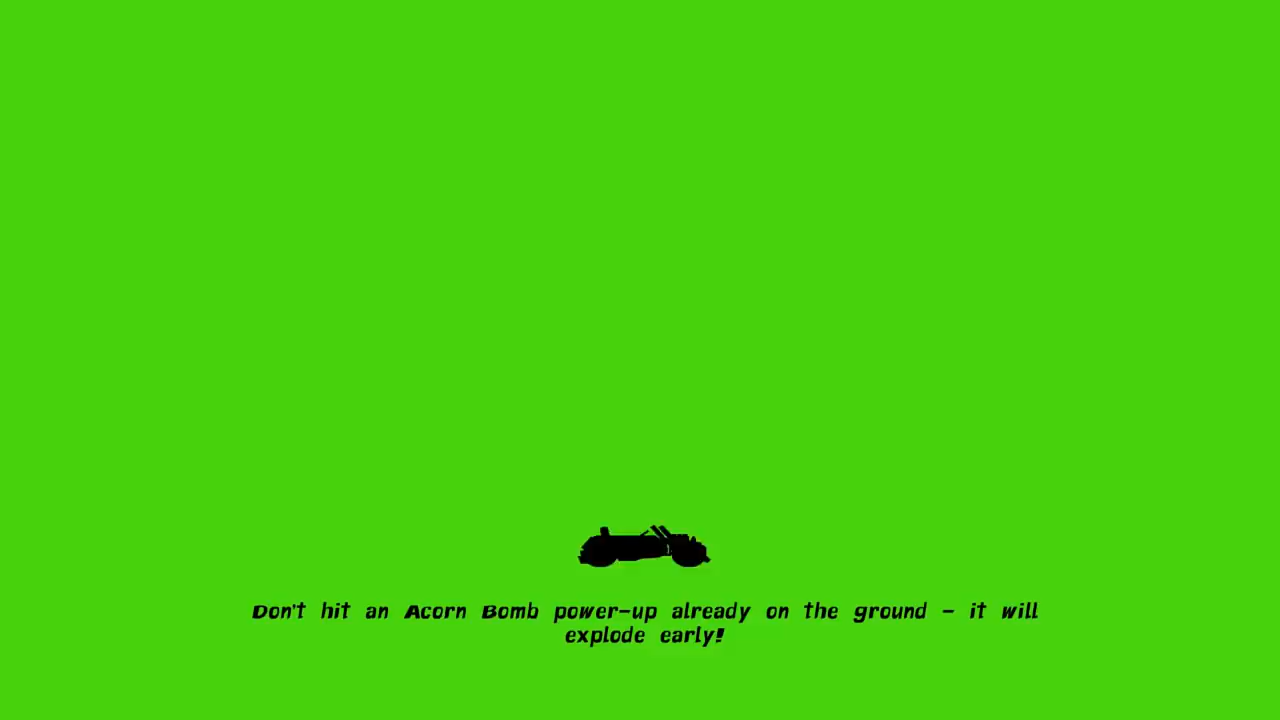 Don't hit an Acorn Bomb power-up already on the ground - it will
explode early!